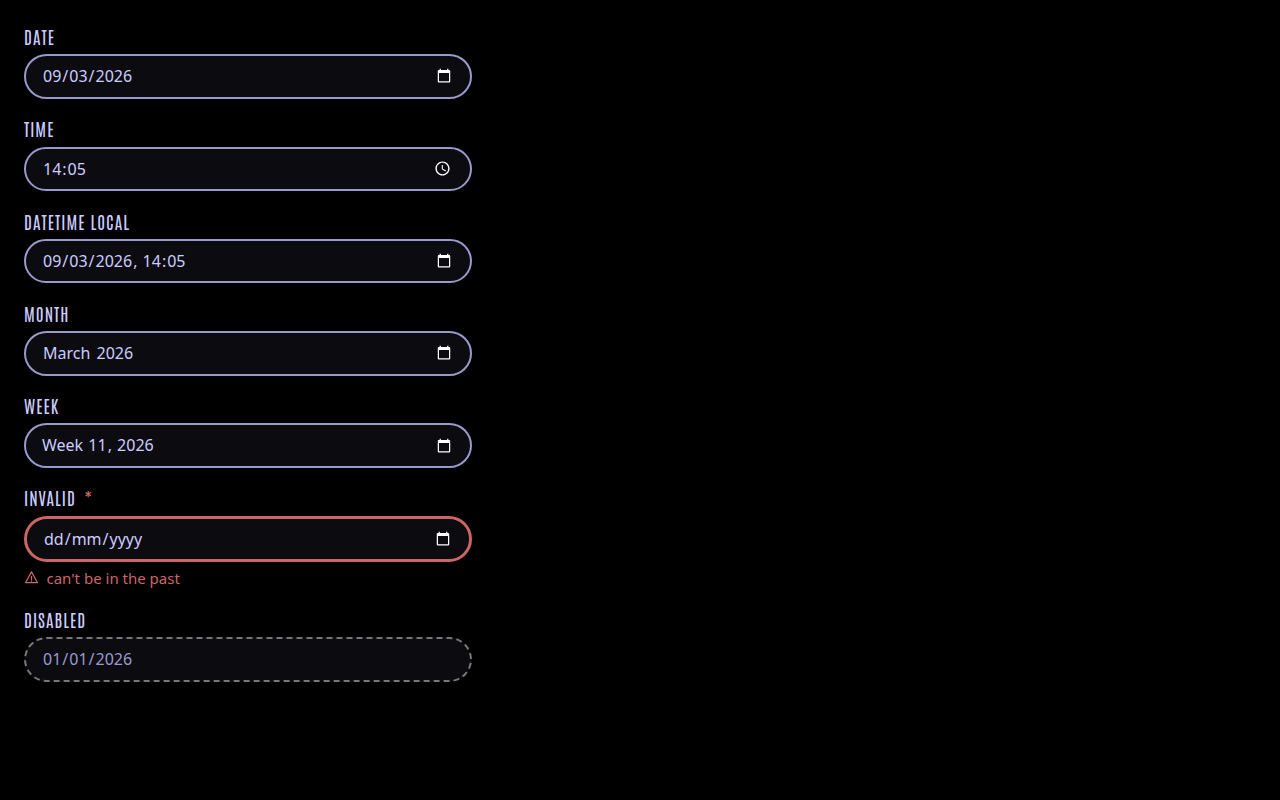 DATE
09/03/2026
TIME
14:05
DATETIME LOCAL
09/03/2026, 14:05
MONTH
March 2026
WEEK
Week 11, 2026
INVALID *
dd/mm/yyyy
can't be in the past
DISABLED
01/01/2026